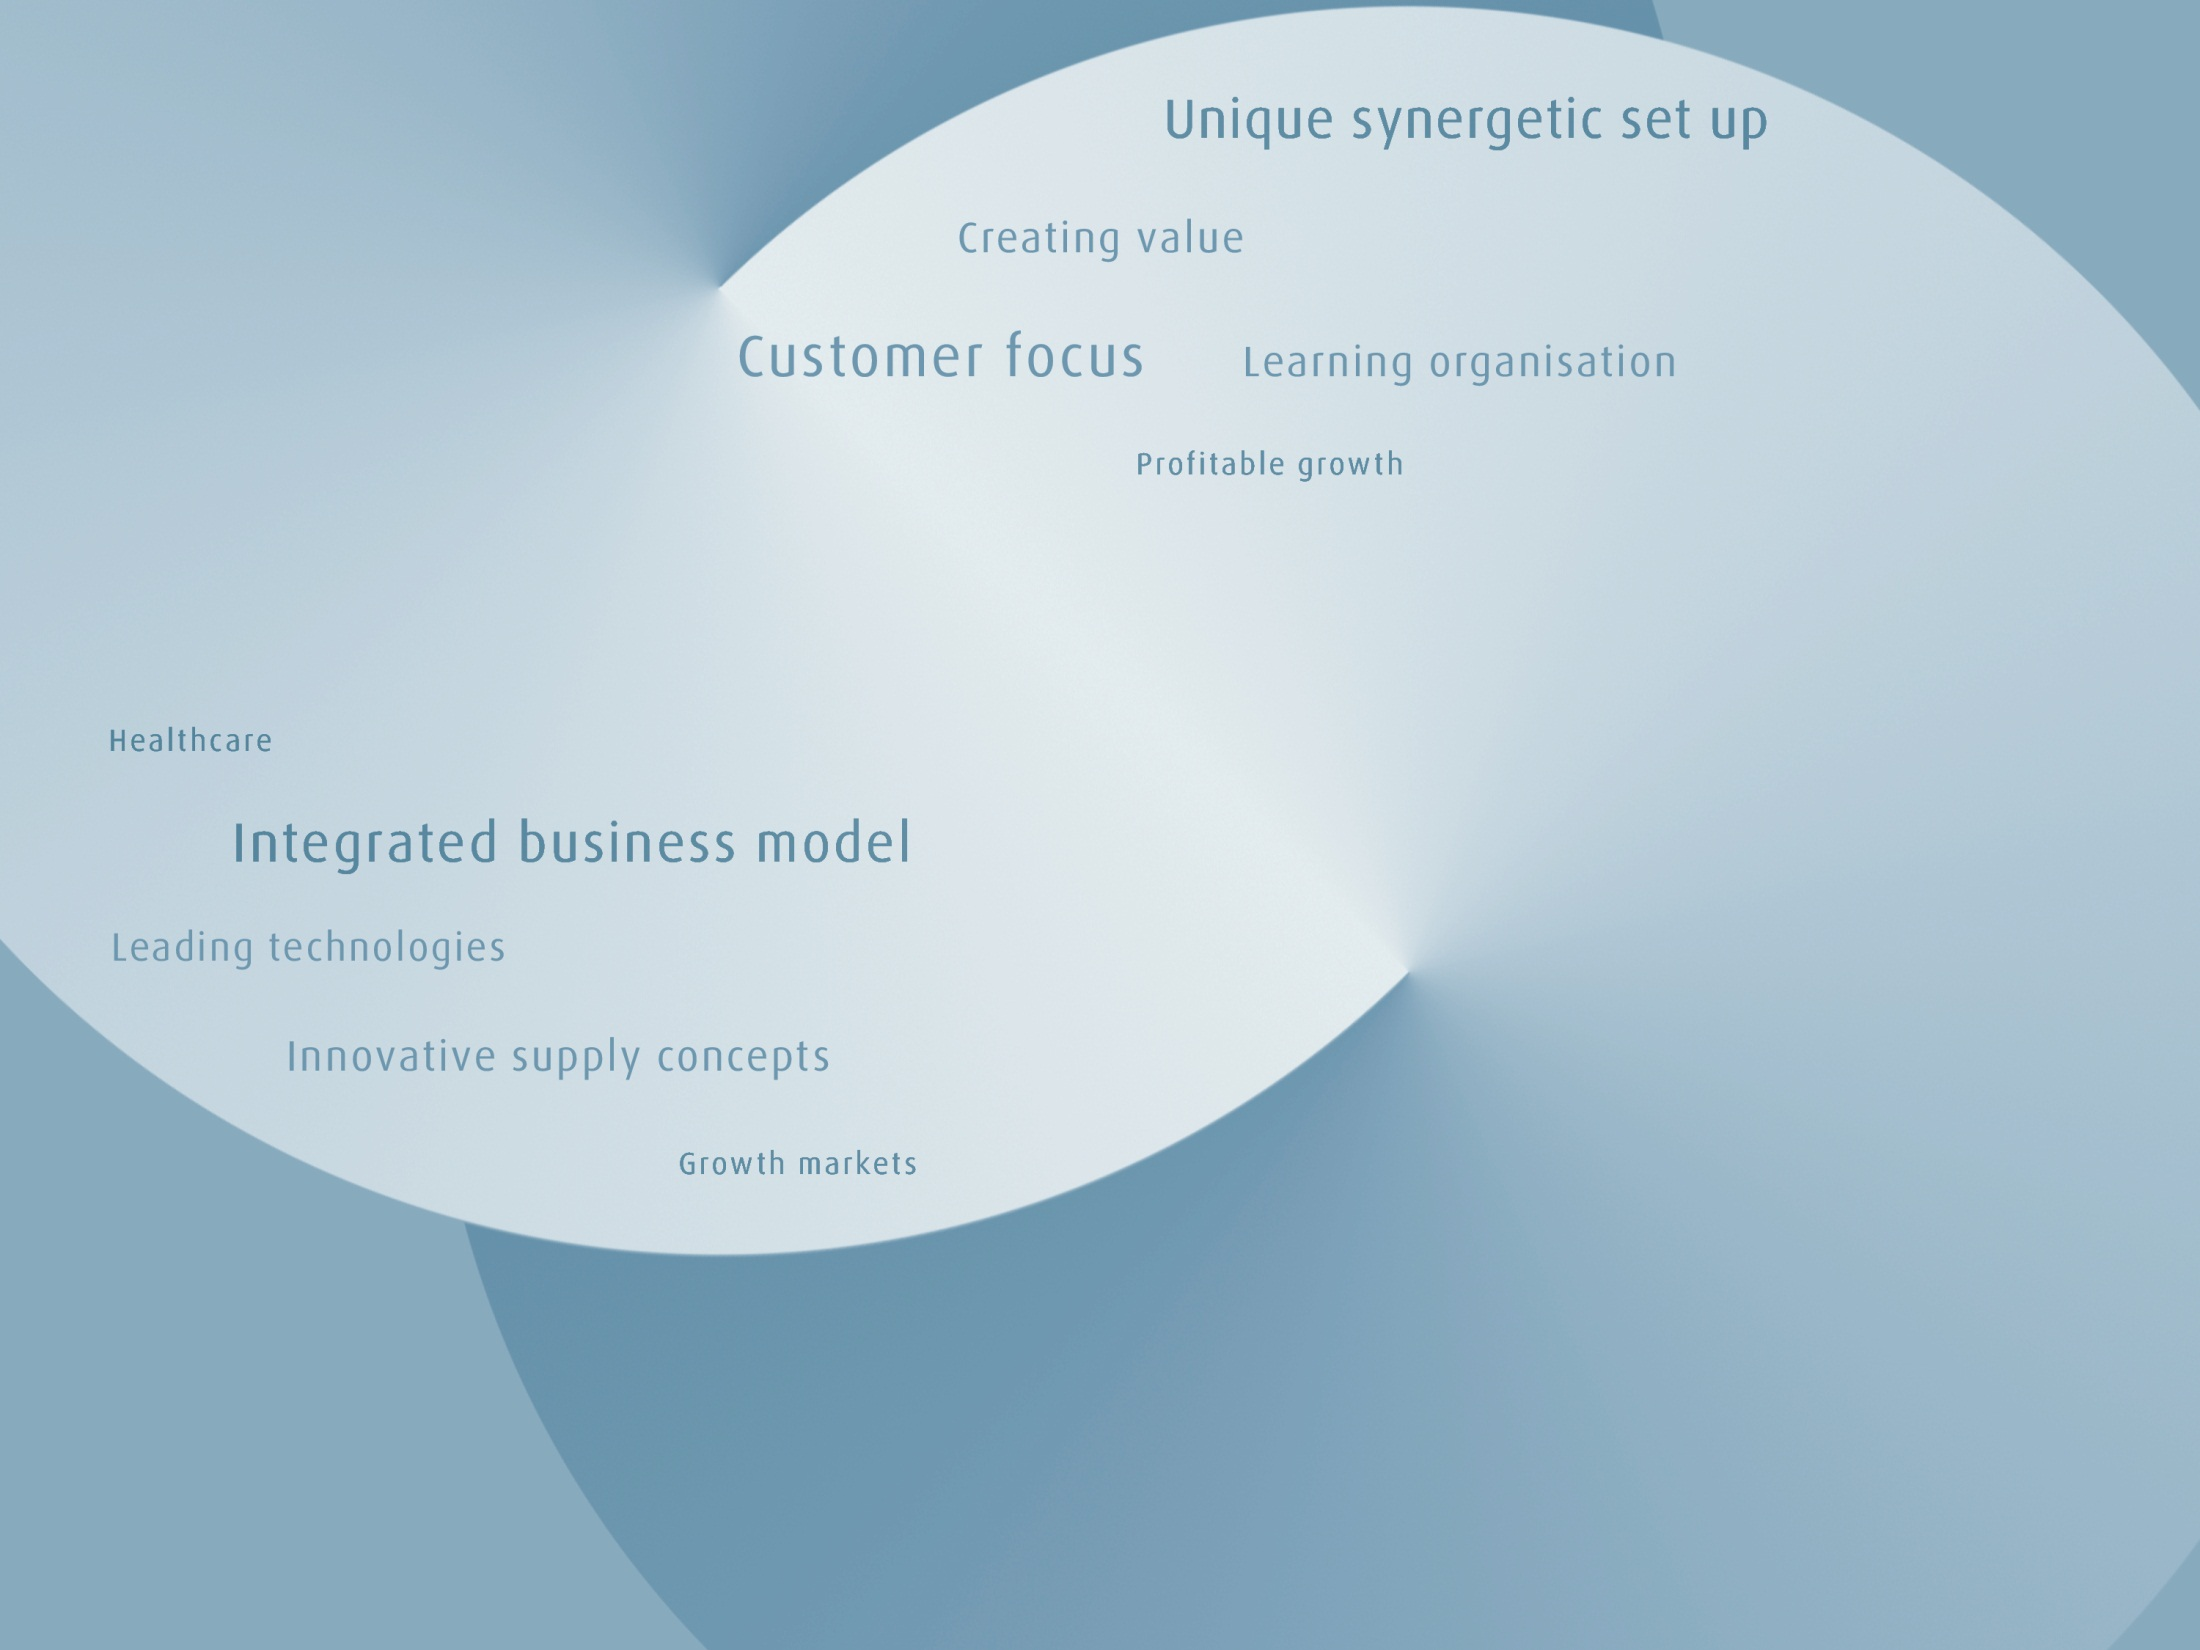 Unique synergetic set up
Creating value
Customer focus
Learning organisation
Profitable growth
Healthcare
Integrated business model
Leading technologies
Innovative supply concepts
Growth markets